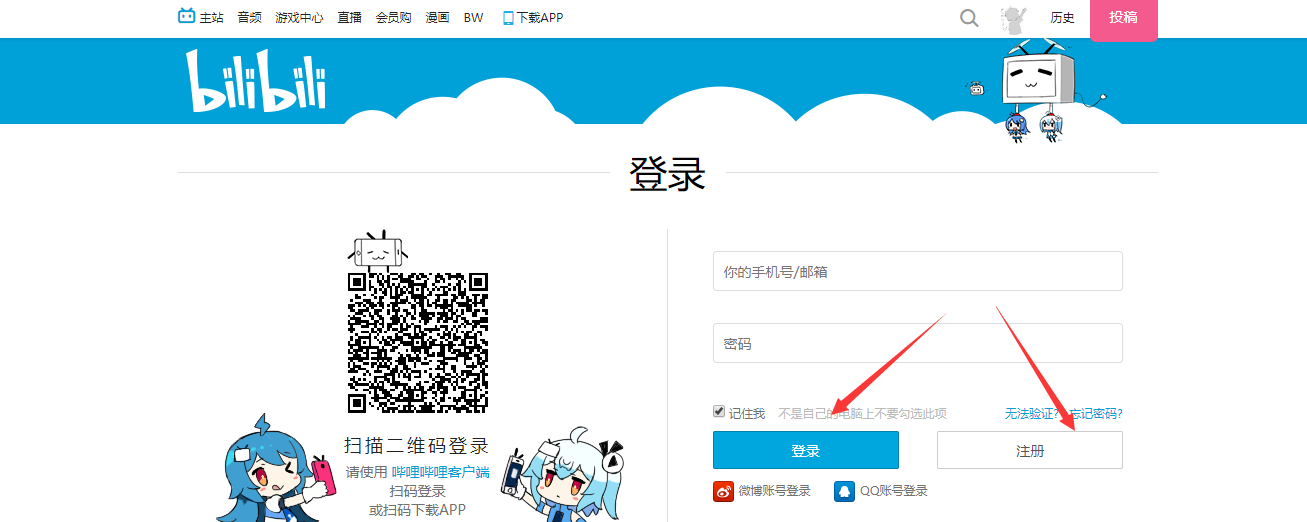 主站 音频 游戏中心 直播 会员购 漫画 BW 下载APP 历史 投稿
bilibili
登录
你的手机号/邮箱
密码
记住我 不是自己的电脑上不要勾选此项 无法验证? 忘记密码?
登录 注册
微博账号登录 QQ账号登录
扫描二维码登录
请使用 哔哩哔哩客户端
扫码登录
或扫码下载APP